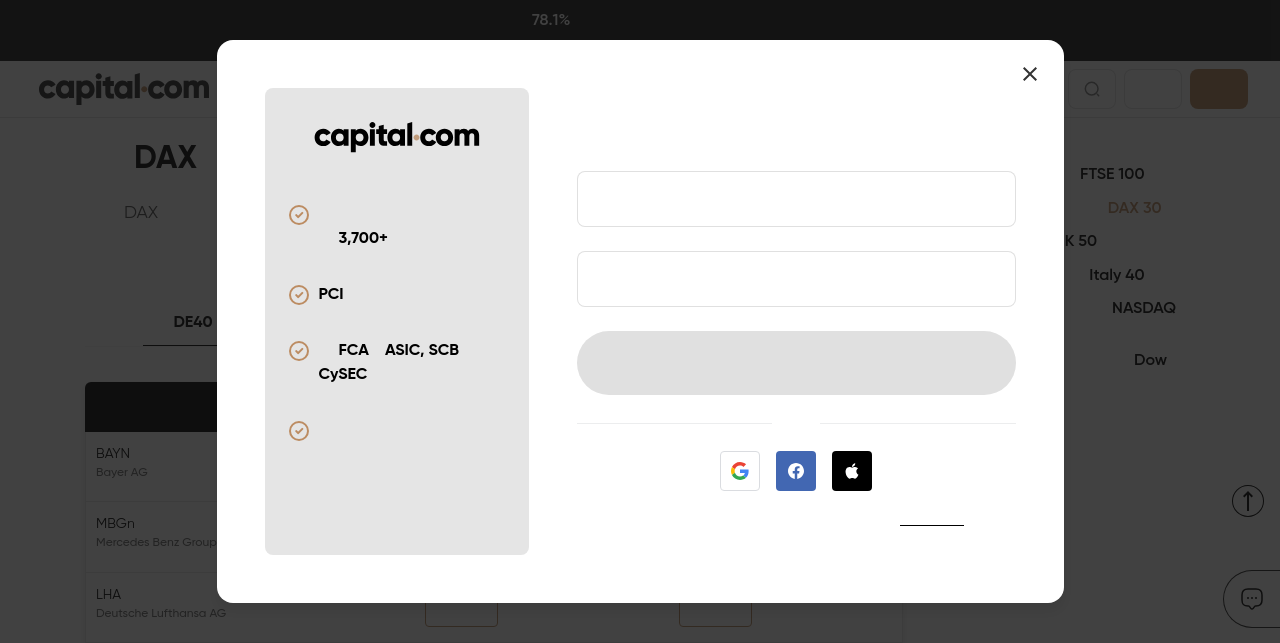 78.1%
capital.com
DAX
DAX
DE40
BAYN
Bayer AG
MBGn
Mercedes Benz Group
LHA
Deutsche Lufthansa AG
capital.com
3,700+
PCI
FCA ASIC, SCB
CySEC
FTSE 100
DAX 30
K 50
Italy 40
NASDAQ
Dow